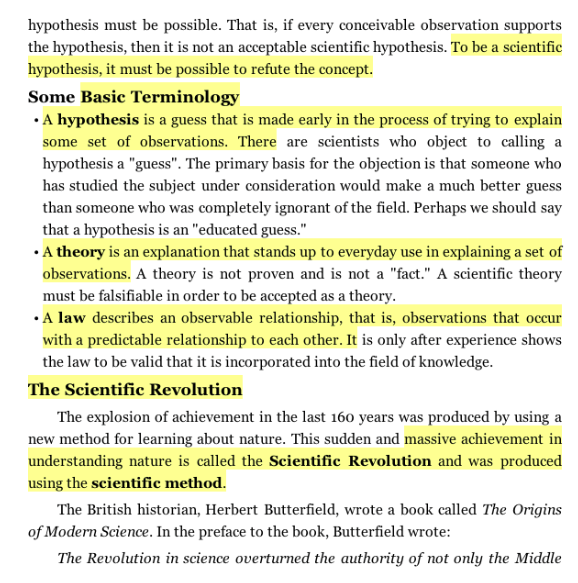 hypothesis must be possible. That is, if every conceivable observation supports
the hypothesis, then it is not an acceptable scientific hypothesis. To be a scientific
hypothesis, it must be possible to refute the concept.
Some Basic Terminology
• A hypothesis is a guess that is made early in the process of trying to explain
some set of observations. There are scientists who object to calling a
hypothesis a "guess". The primary basis for the objection is that someone who
has studied the subject under consideration would make a much better guess
than someone who was completely ignorant of the field. Perhaps we should say
that a hypothesis is an "educated guess."
• A theory is an explanation that stands up to everyday use in explaining a set of
observations. A theory is not proven and is not a "fact." A scientific theory
must be falsifiable in order to be accepted as a theory.
• A law describes an observable relationship, that is, observations that occur
with a predictable relationship to each other. It is only after experience shows
the law to be valid that it is incorporated into the field of knowledge.
The Scientific Revolution
The explosion of achievement in the last 160 years was produced by using a
new method for learning about nature. This sudden and massive achievement in
understanding nature is called the Scientific Revolution and was produced
using the scientific method.
The British historian, Herbert Butterfield, wrote a book called The Origins
of Modern Science. In the preface to the book, Butterfield wrote:
The Revolution in science overturned the authority of not only the Middle